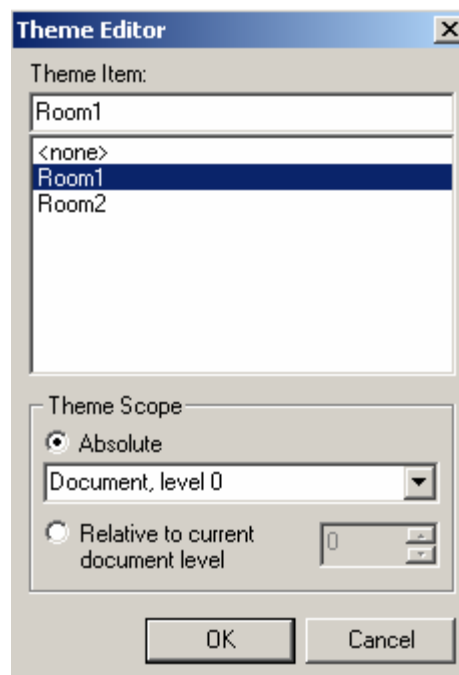 Theme Editor
Theme Item:
Room1
<none>
Room1
Room2
Theme Scope
Absolute
Document, level 0
Relative to current
document level
0
OK
Cancel